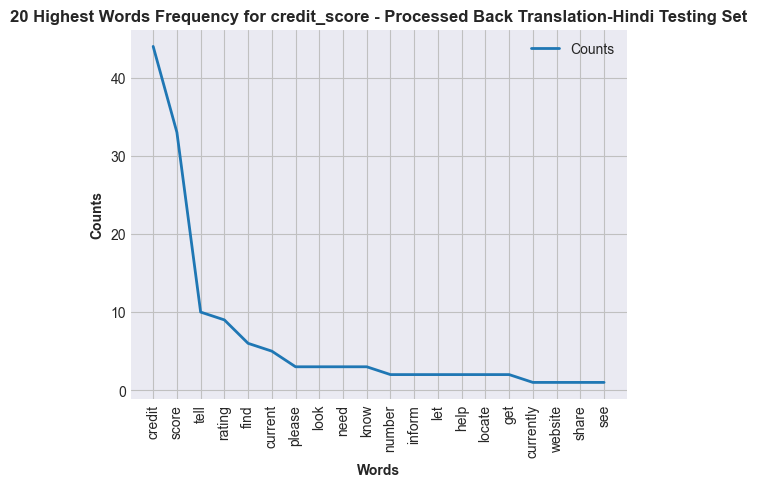 20 Highest Words Frequency for credit_score - Processed Back Translation-Hindi Testing Set
Counts
Counts
40
30
20
10
0
credit
score
tell
rating
find
current
please
look
need
know
number
inform
let
help
locate
get
currently
website
share
see
Words